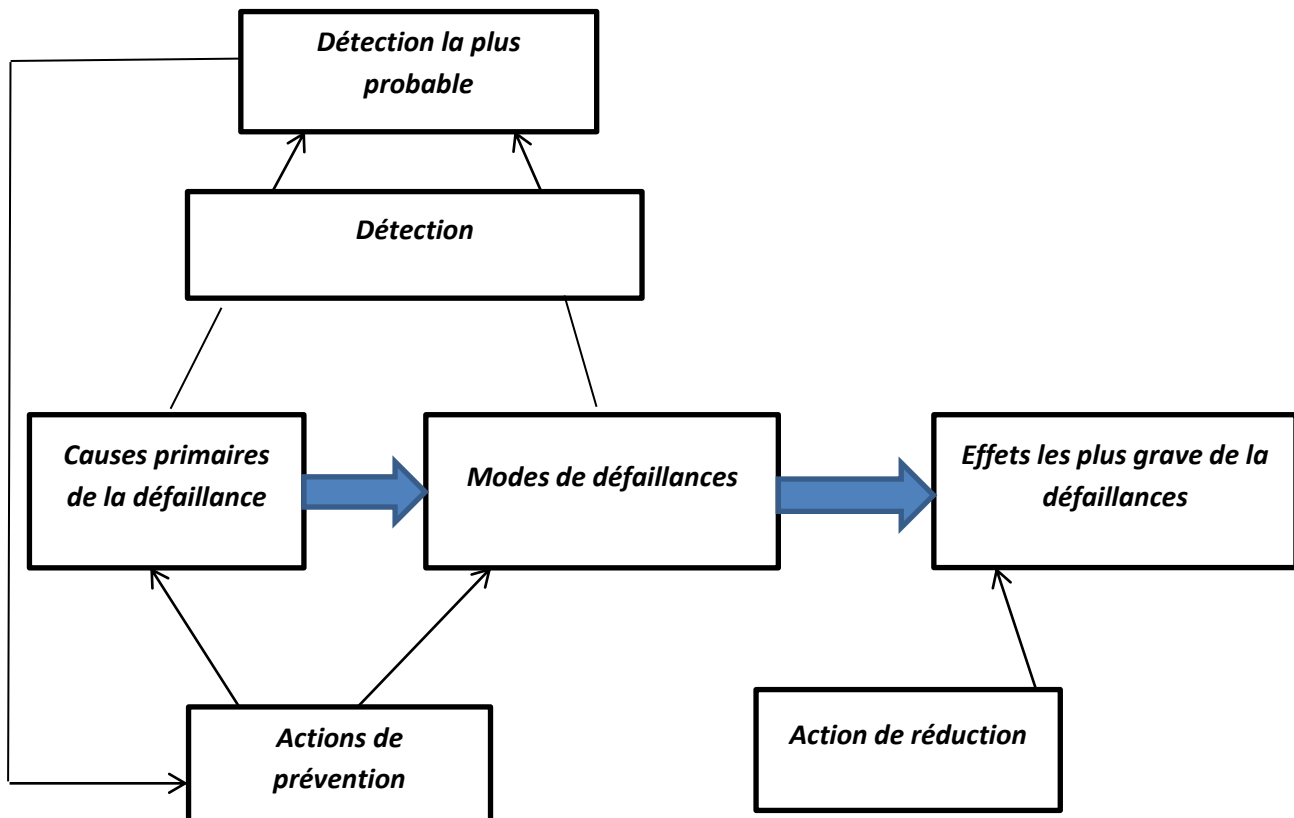 Détection la plus
probable
Détection
Causes primaires
de la défaillance
Modes de défaillances
Effets les plus grave de la
défaillances
Actions de
prévention
Action de réduction